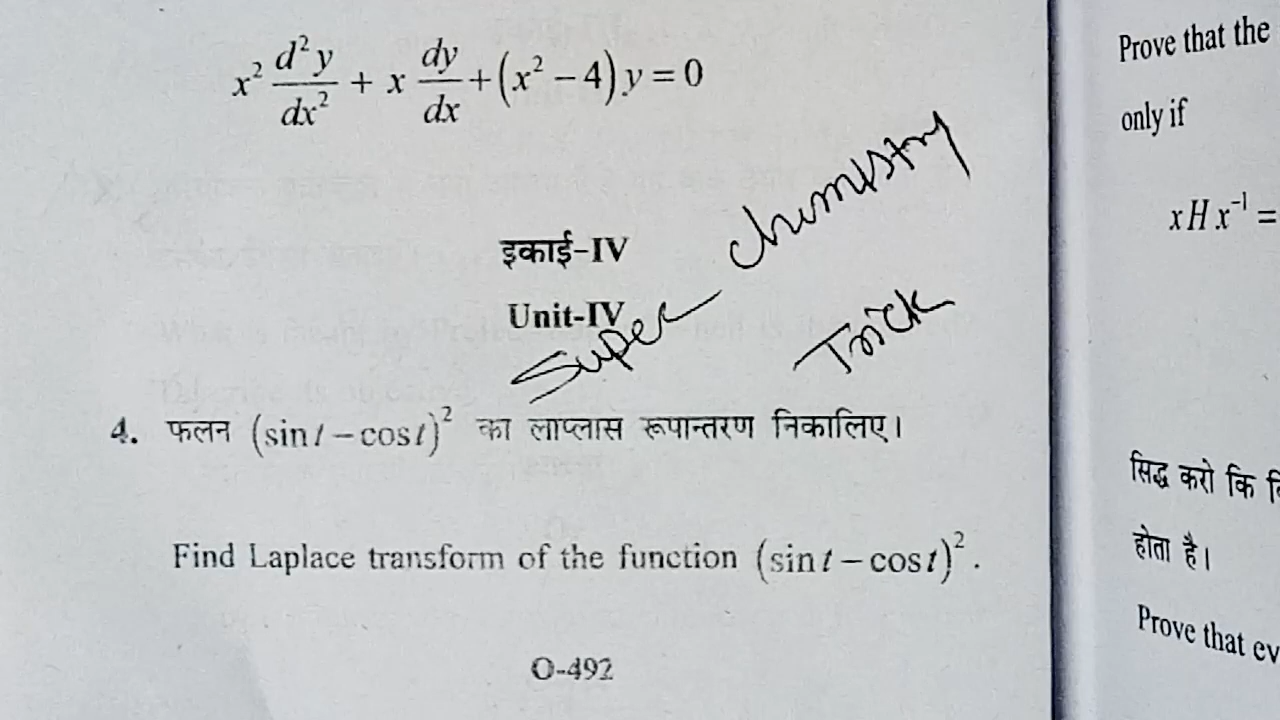 x² d²y/dx² + x dy/dx + (x² – 4) y = 0
इकाई–IV
Unit-IV
Super Chemistry
Trick
4. फलन (sin t – cos t)² का लाप्लास रूपान्तरण निकालिए।
Find Laplace transform of the function (sin t – cos t)².
O-492
Prove that the
only if
x H x⁻¹ =
सिद्ध करो कि
होता है।
Prove that ev